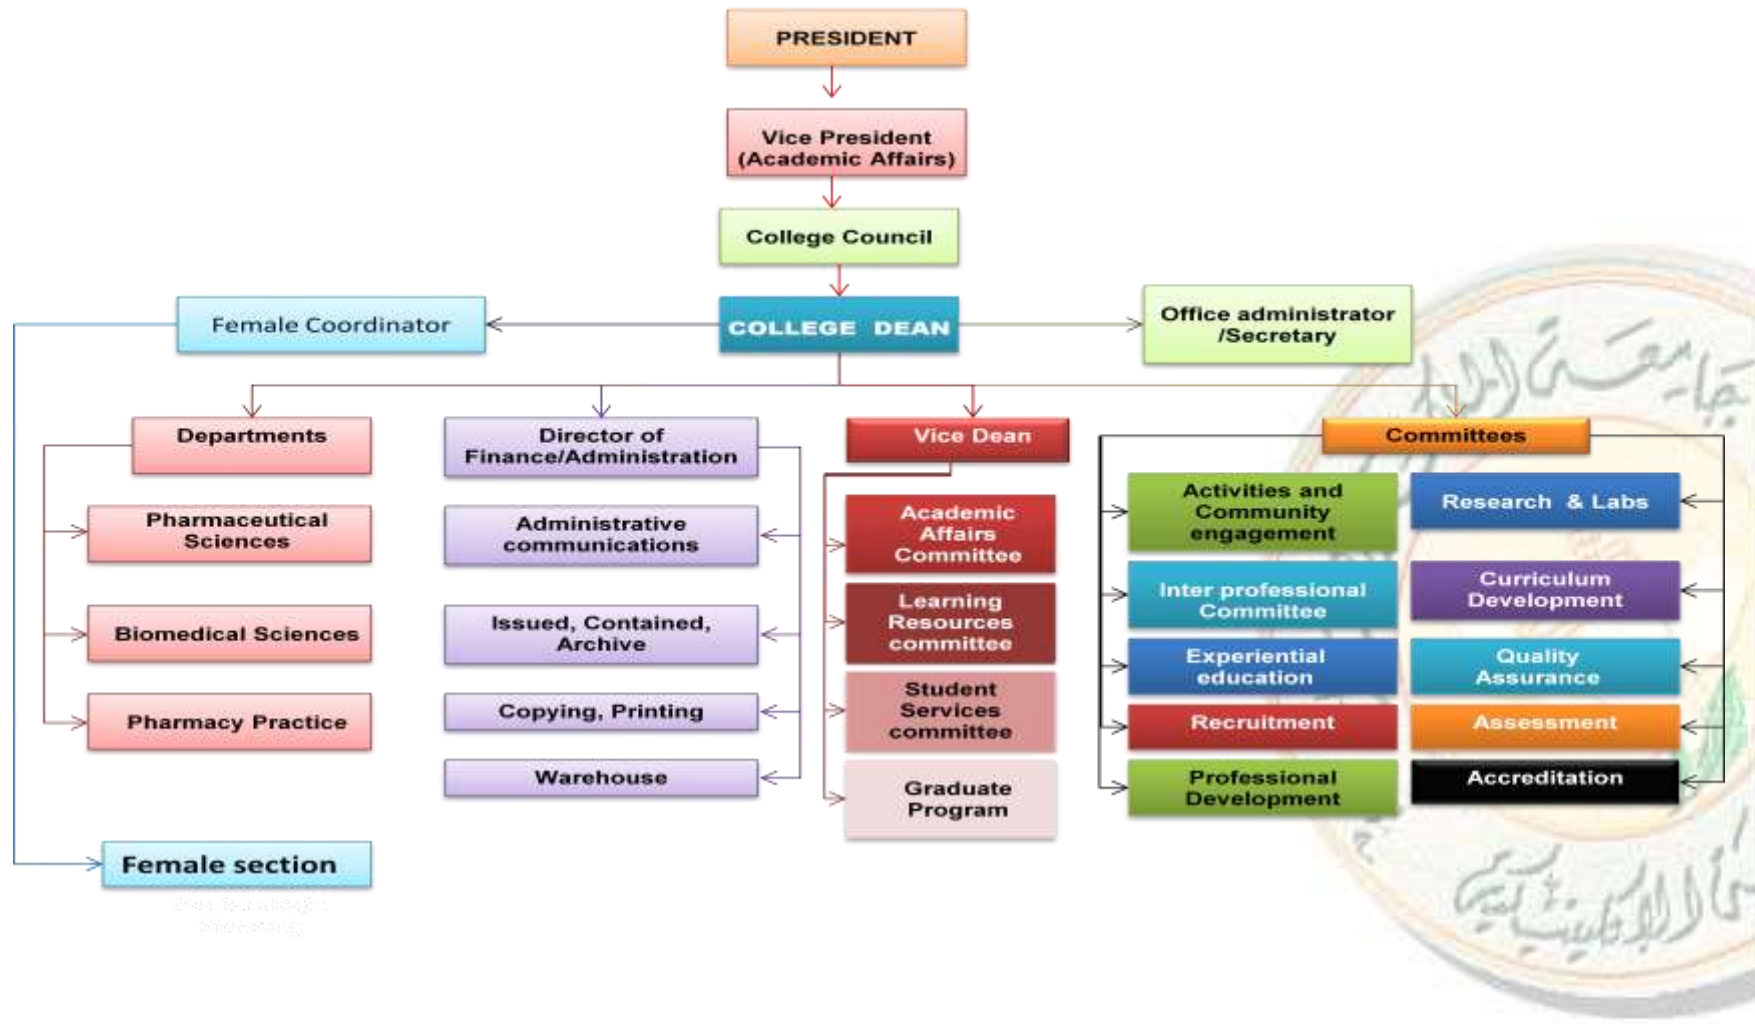 PRESIDENT
Vice President
(Academic Affairs)
College Council
Female Coordinator
COLLEGE DEAN
Office administrator
/Secretary
Departments
Director of
Finance/Administration
Vice Dean
Committees
Pharmaceutical
Sciences
Biomedical Sciences
Pharmacy Practice
Administrative
communications
Issued, Contained,
Archive
Copying, Printing
Warehouse
Academic
Affairs
Committee
Learning
Resources
committee
Student
Services
committee
Graduate
Program
Activities and
Community
engagement
Inter professional
Committee
Experiential
education
Recruitment
Professional
Development
Research & Labs
Curriculum
Development
Quality
Assurance
Assessment
Accreditation
Female section